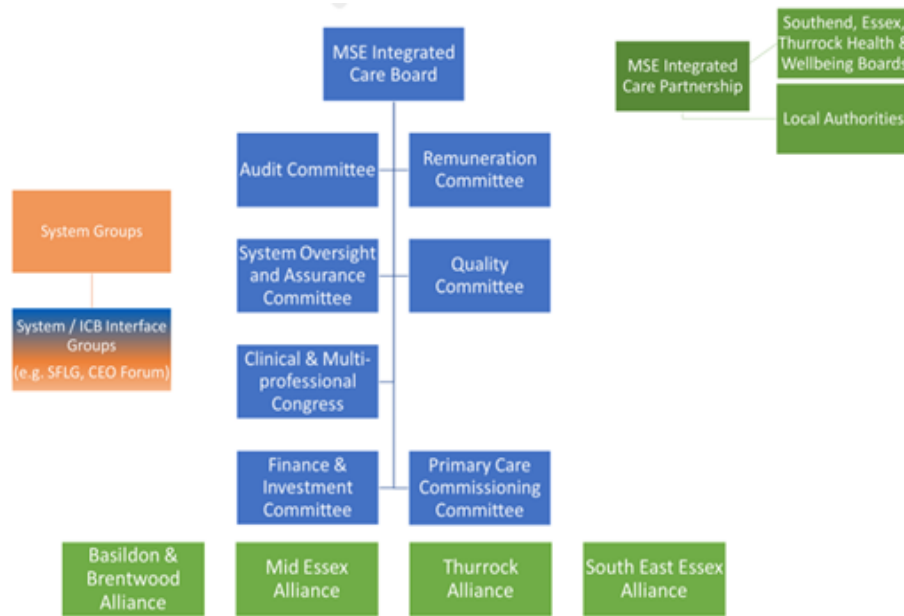 MSE Integrated
Care Board
MSE Integrated
Care Partnership
Southend, Essex,
Thurrock Health &
Wellbeing Boards
Local Authorities
Audit Committee
Remuneration
Committee
System Groups
System Oversight
and Assurance
Committee
Quality
Committee
System / ICB Interface
Groups
(e.g. SFLG, CEO Forum)
Clinical & Multi-
professional
Congress
Finance &
Investment
Committee
Primary Care
Commissioning
Committee
Basildon &
Brentwood
Alliance
Mid Essex
Alliance
Thurrock
Alliance
South East Essex
Alliance